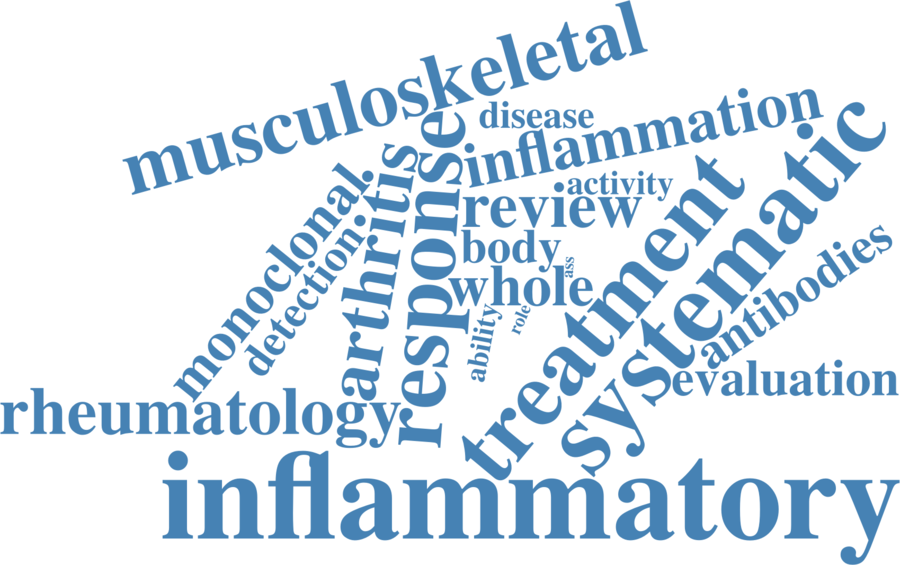 musculoskeletal
disease
inflammation
activity
review
body
ass
whole
role
ability
response
arthritis
monoclonal.
detection.
treatment
systematic
antibodies
evaluation
rheumatology
inflammatory